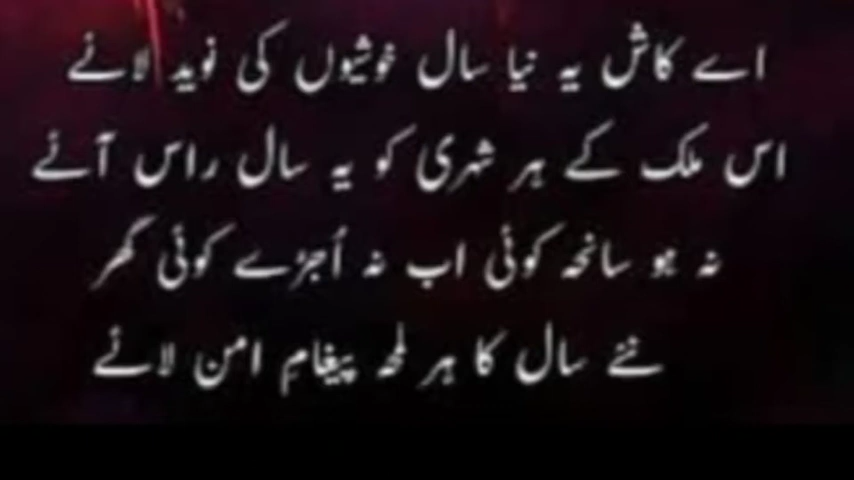 اے کاش یہ نیا سال خوشیوں کی نوید لائے
اس ملک کے ہر شہری کو یہ سال راس آئے
نہ ہو سانحہ کوئی اب نہ اُجڑے کوئی گھر
نئے سال کا ہر لمحہ پیغامِ امن لائے